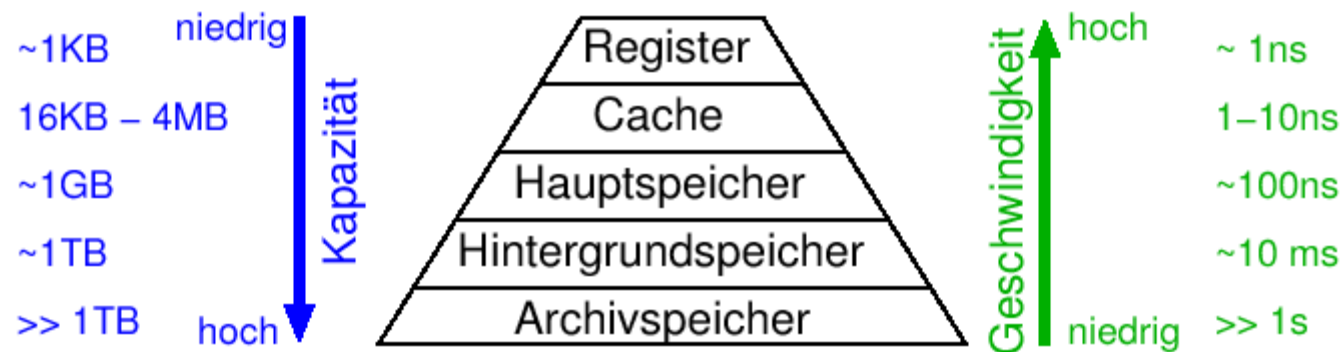 niedrig
~1KB
16KB – 4MB
~1GB
~1TB
>> 1TB
hoch
Kapazität
Register
Cache
Hauptspeicher
Hintergrundspeicher
Archivspeicher
Geschwindigkeit
hoch
niedrig
~ 1ns
1–10ns
~100ns
~10 ms
>> 1s